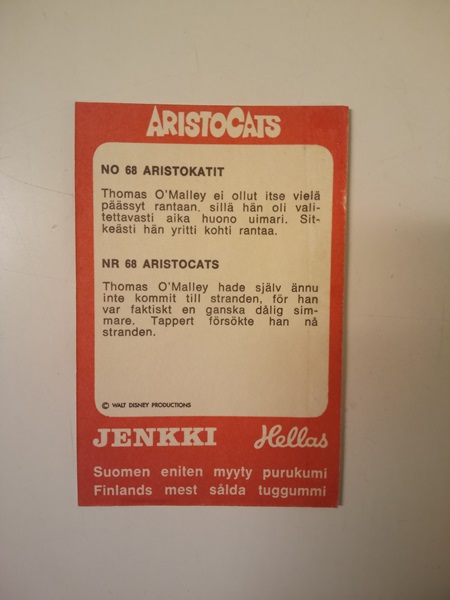 ARISTOCATS
NO 68 ARISTOKATIT
Thomas O'Malley ei ollut itse vielä
päässyt rantaan. sillä hän oli vali-
tettavasti aika huono uimari. Sit-
keästi hän yritti kohti rantaa.
NR 68 ARISTOCATS
Thomas O'Malley hade själv ännu
inte kommit till stranden, för han
var faktiskt en ganska dålig sim-
mare. Tappert försökte han nå
stranden.
© WALT DISNEY PRODUCTIONS
JENKKI Hellas
Suomen eniten myyty purukumi
Finlands mest sålda tuggummi